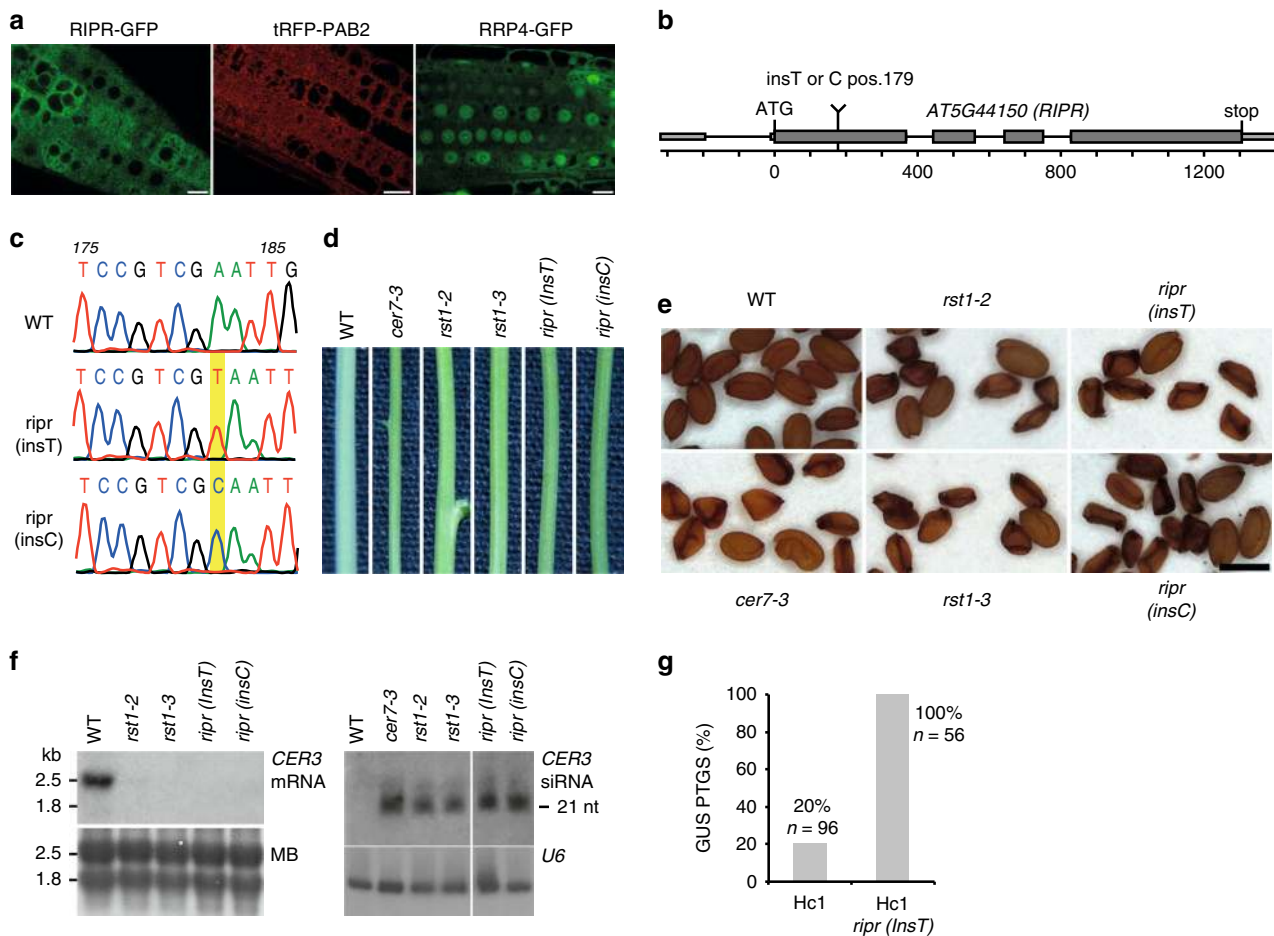 a
RIPR-GFP tRFP-PAB2 RRP4-GFP
b
insT or C pos.179
ATG AT5G44150 (RIPR) stop
0 400 800 1200
c
175 185
T C C G T C G A A T T G
WT
T C C G T C G T A A T T
ripr
(insT)
T C C G T C G C A A T T
ripr
(insC)
d
WT cer7-3 rst1-2 rst1-3 ripr (InsT) ripr (insC)
e
WT rst1-2 ripr
(insT)
cer7-3 rst1-3 ripr
(insC)
f
WT rst1-2 rst1-3 ripr (InsT) ripr (insC)
kb
2.5
1.8
CER3
mRNA
2.5
1.8
MB
WT cer7-3 rst1-2 rst1-3 ripr (InsT) ripr (insC)
CER3
siRNA
21 nt
U6
g
GUS PTGS (%)
100
80
60
40
20
0
20%
n = 96
100%
n = 56
Hc1 Hc1
ripr (InsT)